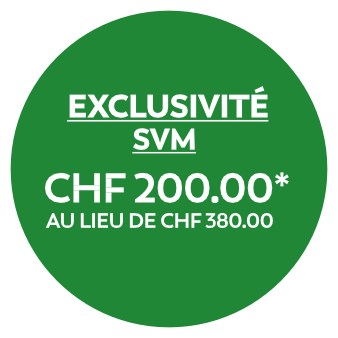 EXCLUSIVITÉ
SVM
CHF 200.00*
AU LIEU DE CHF 380.00